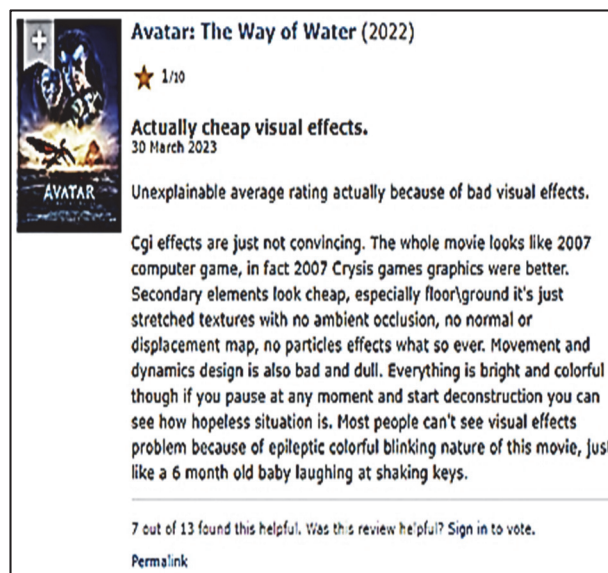 Avatar: The Way of Water (2022)
1/10
Actually cheap visual effects.
30 March 2023
Unexplainable average rating actually because of bad visual effects.
Cgi effects are just not convincing. The whole movie looks like 2007
computer game, in fact 2007 Crysis games graphics were better.
Secondary elements look cheap, especially floor\ground it's just
stretched textures with no ambient occlusion, no normal or
displacement map, no particles effects what so ever. Movement and
dynamics design is also bad and dull. Everything is bright and colorful
though if you pause at any moment and start deconstruction you can
see how hopeless situation is. Most people can't see visual effects
problem because of epileptic colorful blinking nature of this movie, just
like a 6 month old baby laughing at shaking keys.
7 out of 13 found this helpful. Was this review helpful? Sign in to vote.
Permalink
AVATAR